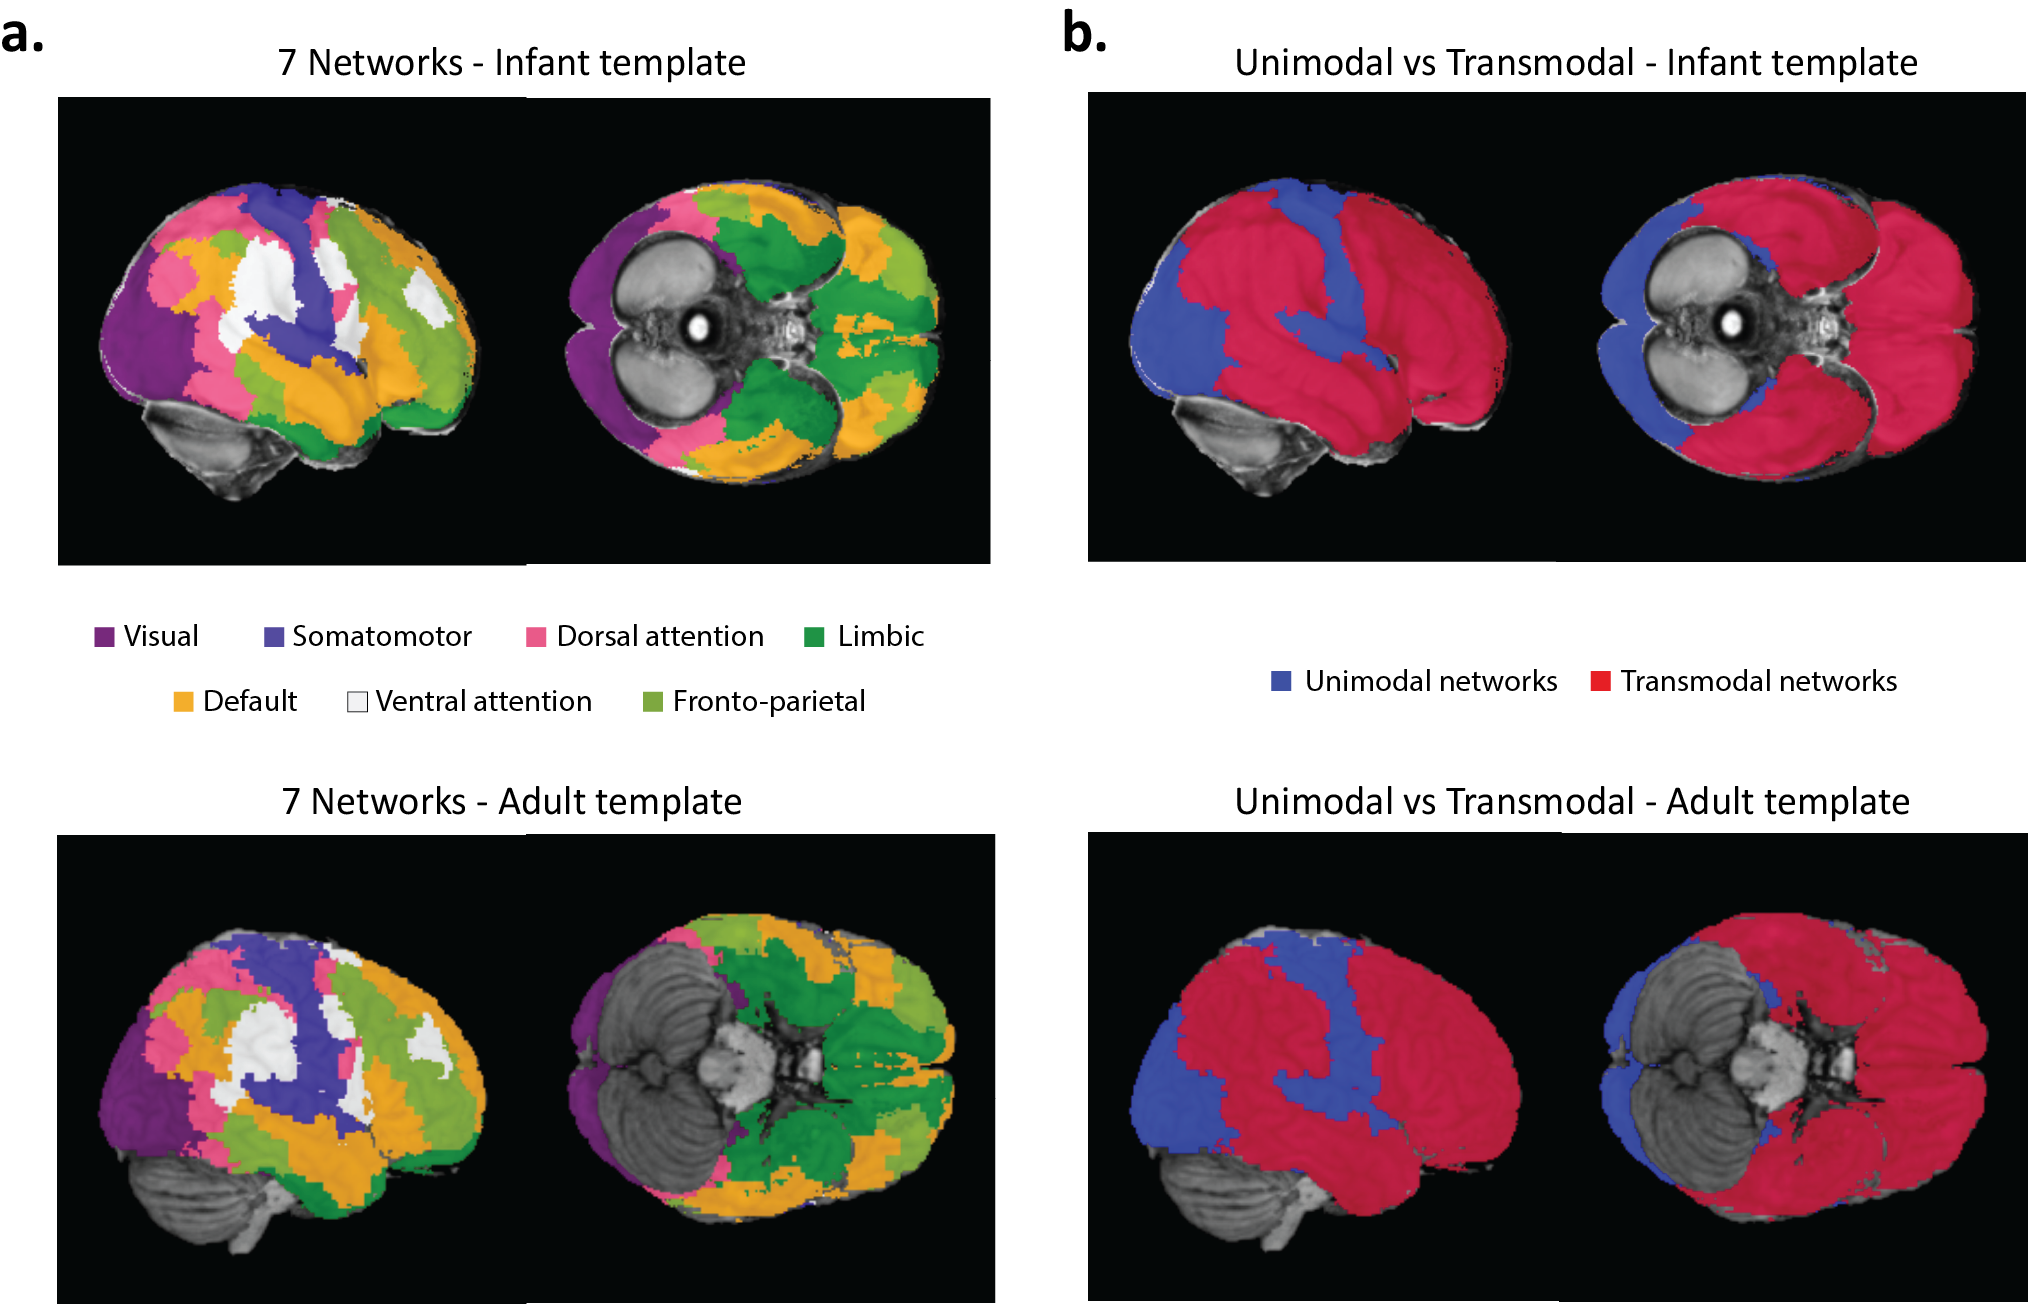 a.
7 Networks - Infant template
Visual
Somatomotor
Dorsal attention
Limbic
Default
Ventral attention
Fronto-parietal
7 Networks - Adult template
b.
Unimodal vs Transmodal - Infant template
Unimodal networks
Transmodal networks
Unimodal vs Transmodal - Adult template